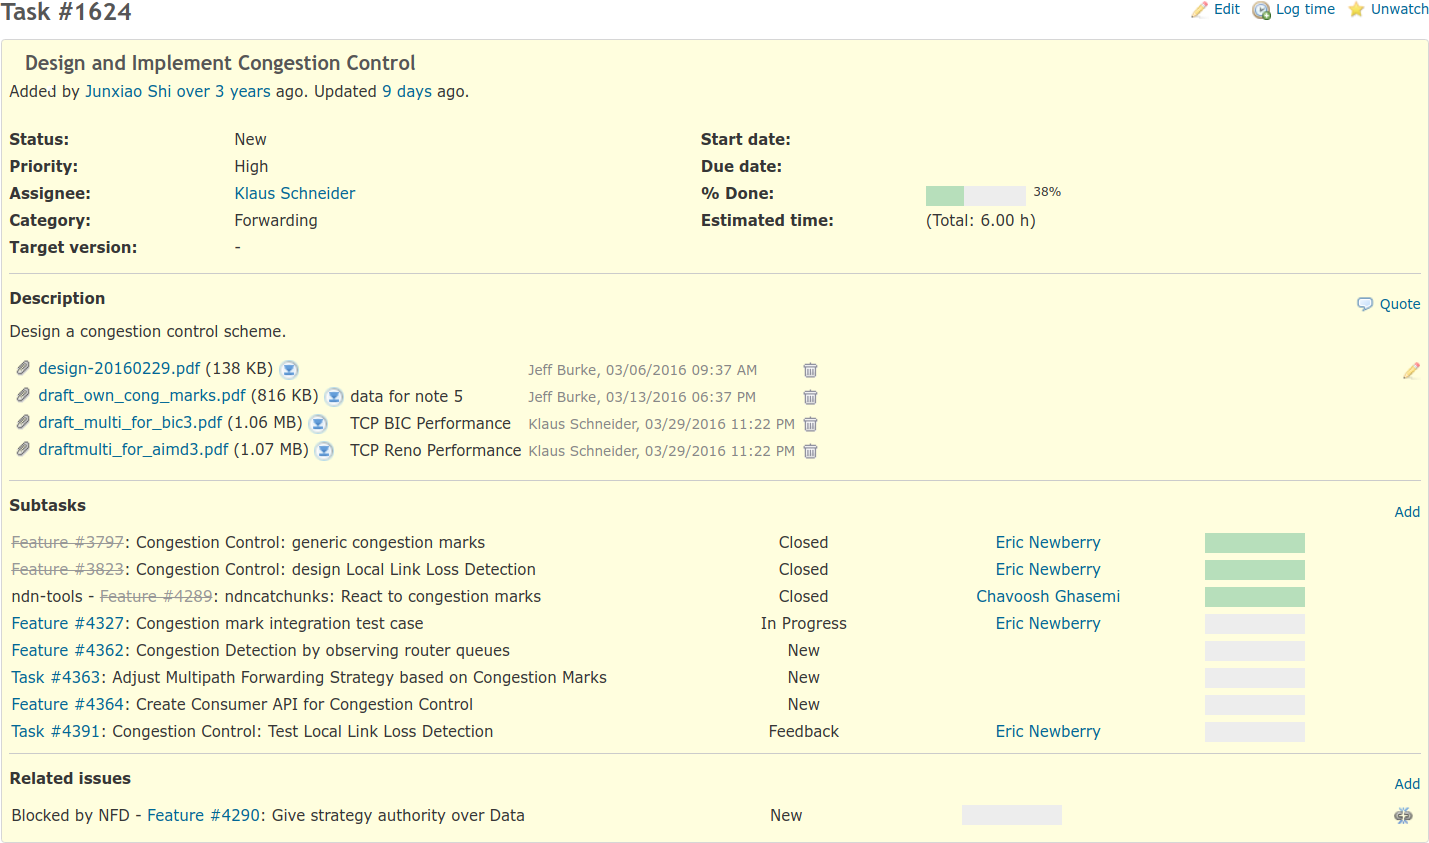 Task #1624
Edit Log time Unwatch
Design and Implement Congestion Control
Added by Junxiao Shi over 3 years ago. Updated 9 days ago.
Status: New Start date:
Priority: High Due date:
Assignee: Klaus Schneider % Done: 38%
Category: Forwarding Estimated time: (Total: 6.00 h)
Target version: -
Description
Quote
Design a congestion control scheme.
design-20160229.pdf (138 KB) Jeff Burke, 03/06/2016 09:37 AM
draft_own_cong_marks.pdf (816 KB) data for note 5 Jeff Burke, 03/13/2016 06:37 PM
draft_multi_for_bic3.pdf (1.06 MB) TCP BIC Performance Klaus Schneider, 03/29/2016 11:22 PM
draftmulti_for_aimd3.pdf (1.07 MB) TCP Reno Performance Klaus Schneider, 03/29/2016 11:22 PM
Subtasks
Add
Feature #3797: Congestion Control: generic congestion marks Closed Eric Newberry
Feature #3823: Congestion Control: design Local Link Loss Detection Closed Eric Newberry
ndn-tools - Feature #4289: ndncatchunks: React to congestion marks Closed Chavoosh Ghasemi
Feature #4327: Congestion mark integration test case In Progress Eric Newberry
Feature #4362: Congestion Detection by observing router queues New
Task #4363: Adjust Multipath Forwarding Strategy based on Congestion Marks New
Feature #4364: Create Consumer API for Congestion Control New
Task #4391: Congestion Control: Test Local Link Loss Detection Feedback Eric Newberry
Related issues
Add
Blocked by NFD - Feature #4290: Give strategy authority over Data New